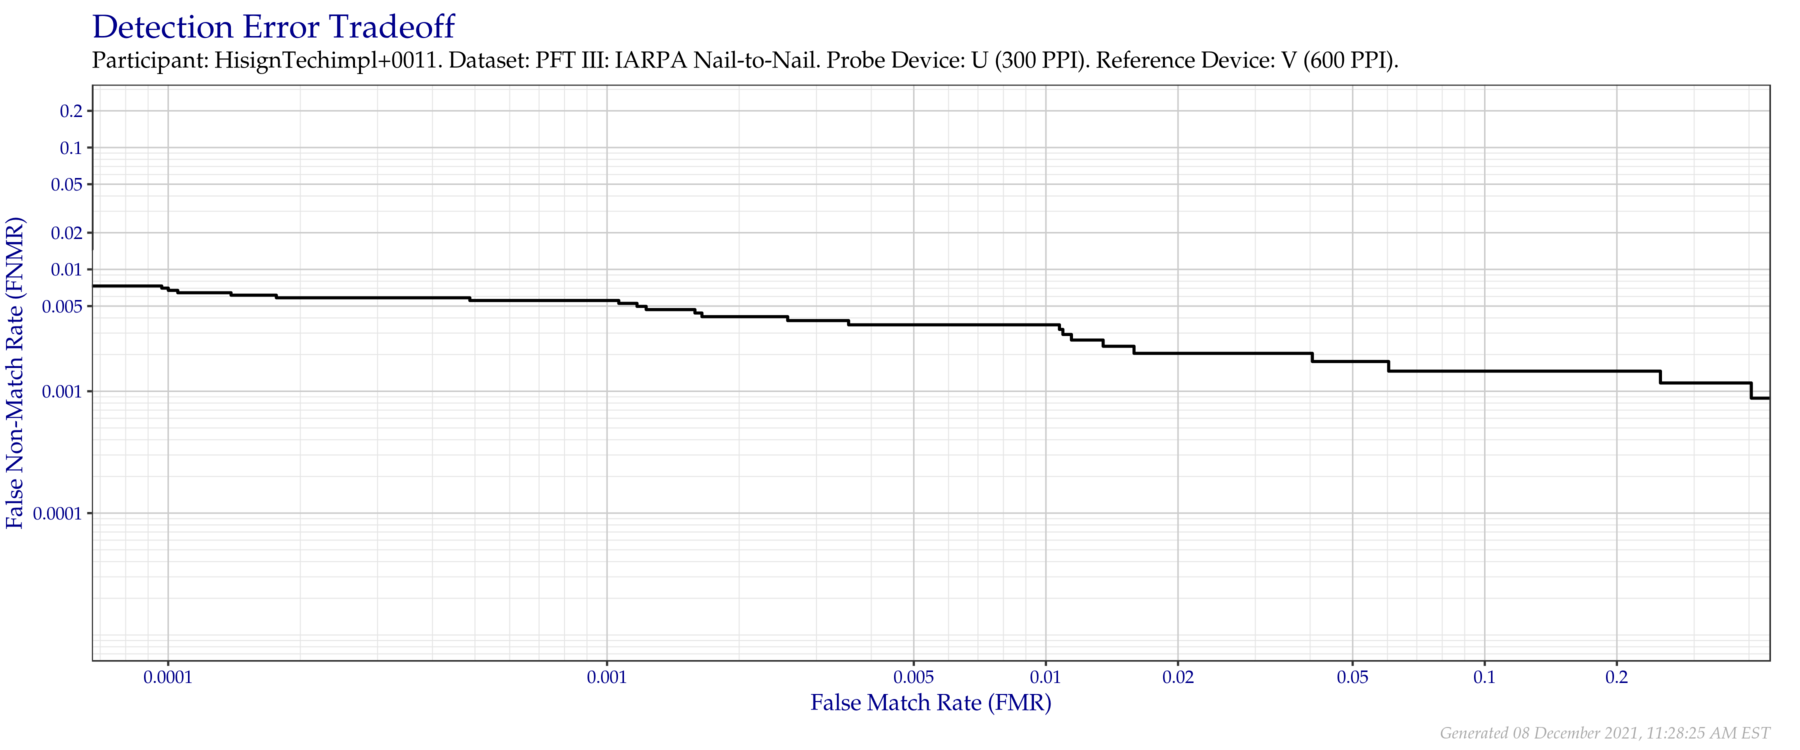 Detection Error Tradeoff
Participant: HisignTechimpl+0011. Dataset: PFT III: IARPA Nail-to-Nail. Probe Device: U (300 PPI). Reference Device: V (600 PPI).
False Non-Match Rate (FNMR)
0.2
0.1
0.05
0.02
0.01
0.005
0.001
0.0001
0.0001 0.001 0.005 0.01 0.02 0.05 0.1 0.2
False Match Rate (FMR)
Generated 08 December 2021, 11:28:25 AM EST